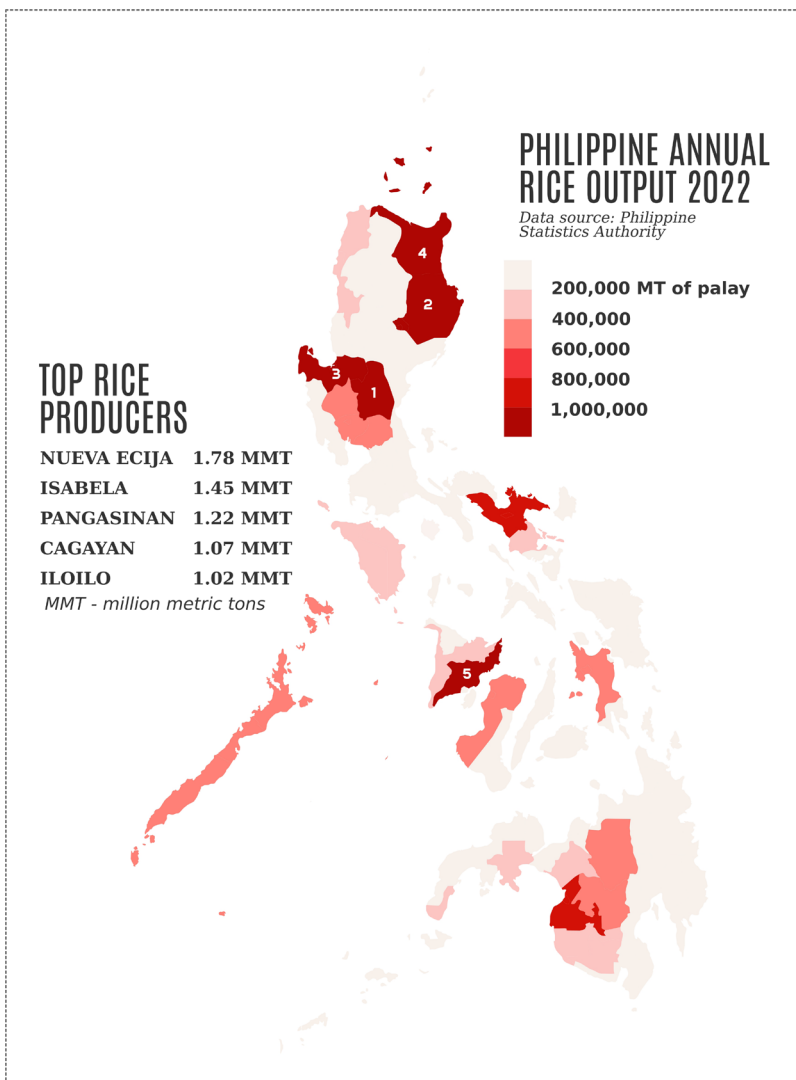 PHILIPPINE ANNUAL
RICE OUTPUT 2022
Data source: Philippine
Statistics Authority
200,000 MT of palay
400,000
600,000
800,000
1,000,000
TOP RICE
PRODUCERS
NUEVA ECIJA 1.78 MMT
ISABELA 1.45 MMT
PANGASINAN 1.22 MMT
CAGAYAN 1.07 MMT
ILOILO 1.02 MMT
MMT - million metric tons
4
2
3
1
5